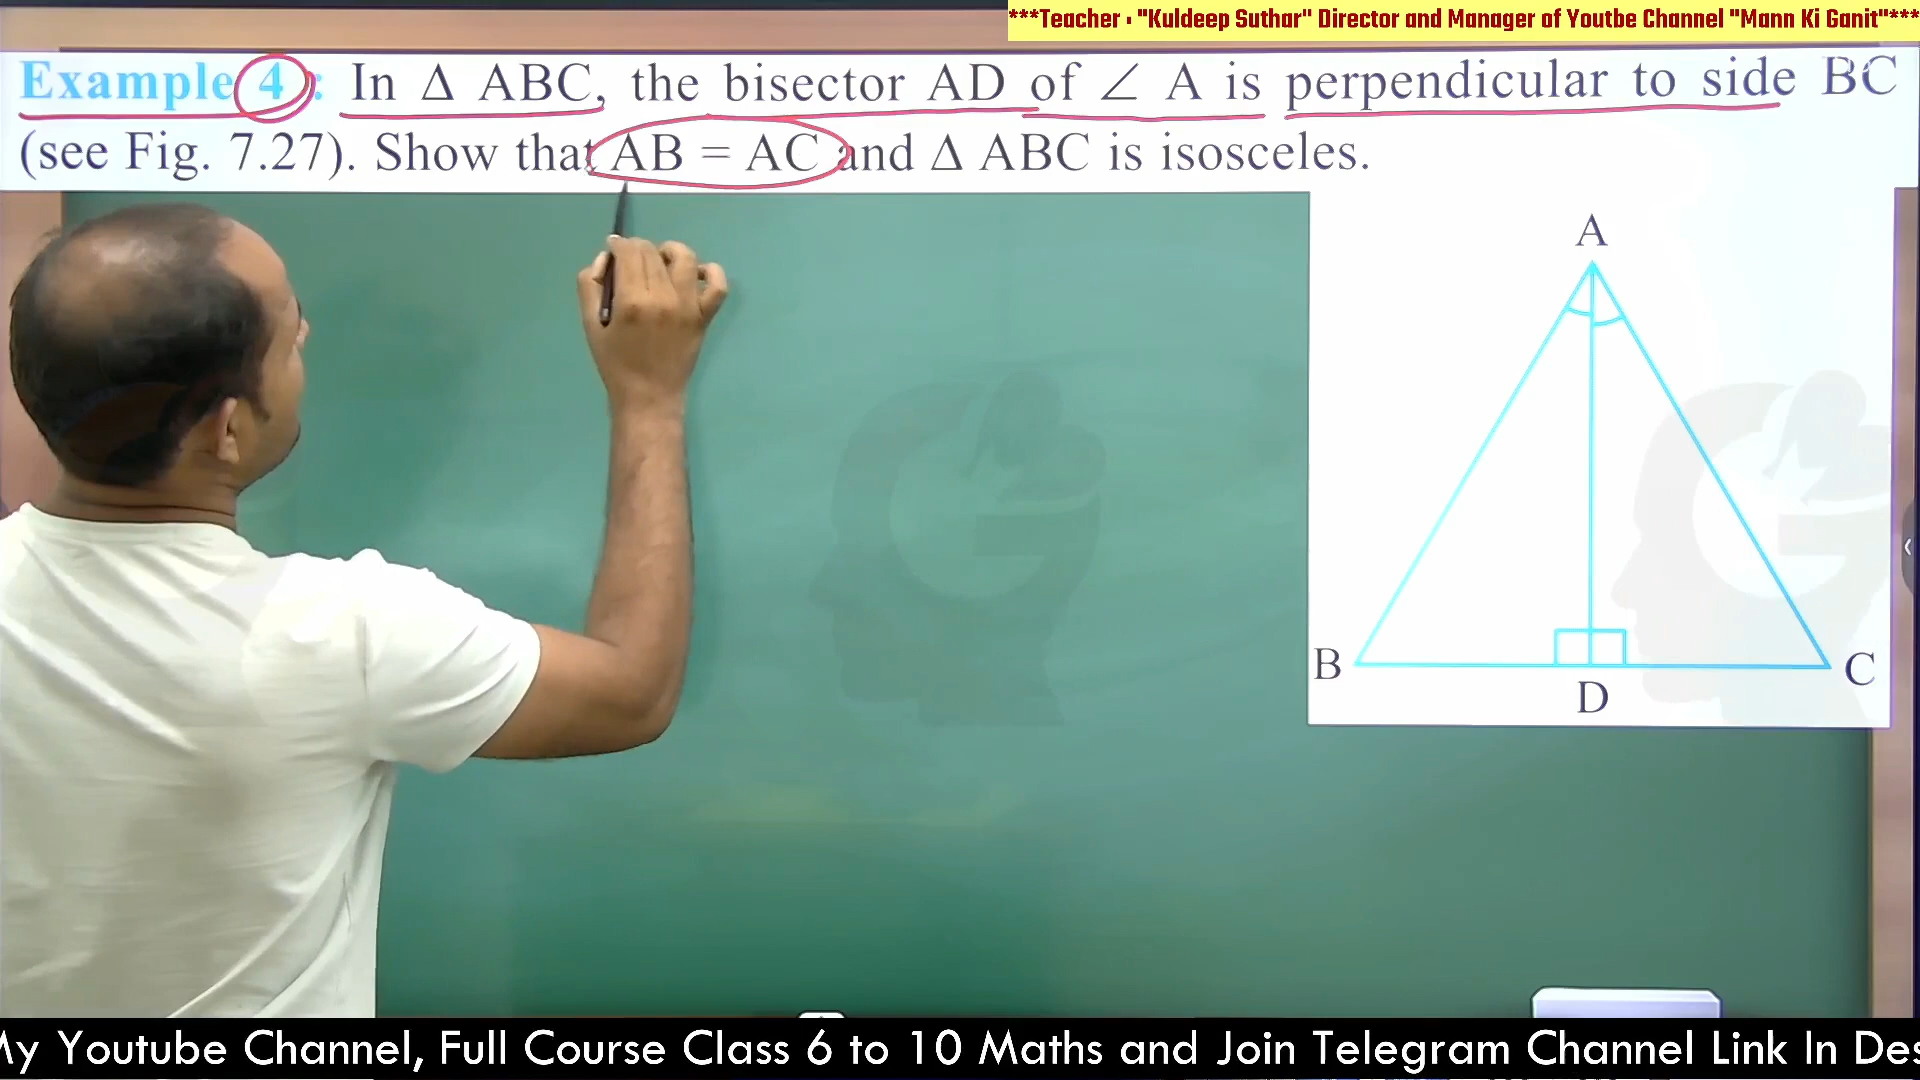 ***Teacher : "Kuldeep Suthar" Director and Manager of Youtbe Channel "Mann Ki Ganit"***
Example 4 : In Δ ABC, the bisector AD of ∠ A is perpendicular to side BC
(see Fig. 7.27). Show that AB = AC and Δ ABC is isosceles.
A
B
C
D
My Youtube Channel, Full Course Class 6 to 10 Maths and Join Telegram Channel Link In Des